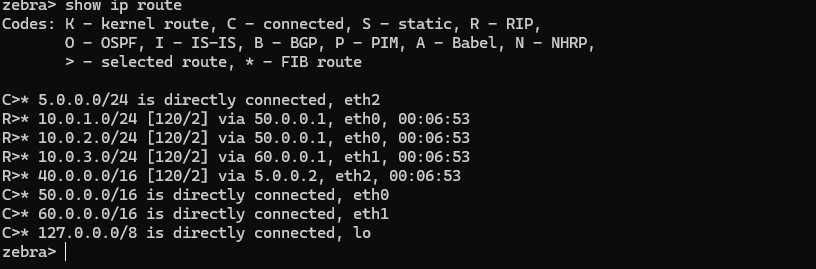 zebra> show ip route
Codes: K - kernel route, C - connected, S - static, R - RIP,
O - OSPF, I - IS-IS, B - BGP, P - PIM, A - Babel, N - NHRP,
> - selected route, * - FIB route
C>* 5.0.0.0/24 is directly connected, eth2
R>* 10.0.1.0/24 [120/2] via 50.0.0.1, eth0, 00:06:53
R>* 10.0.2.0/24 [120/2] via 50.0.0.1, eth0, 00:06:53
R>* 10.0.3.0/24 [120/2] via 60.0.0.1, eth1, 00:06:53
R>* 40.0.0.0/16 [120/2] via 5.0.0.2, eth2, 00:06:53
C>* 50.0.0.0/16 is directly connected, eth0
C>* 60.0.0.0/16 is directly connected, eth1
C>* 127.0.0.0/8 is directly connected, lo
zebra>